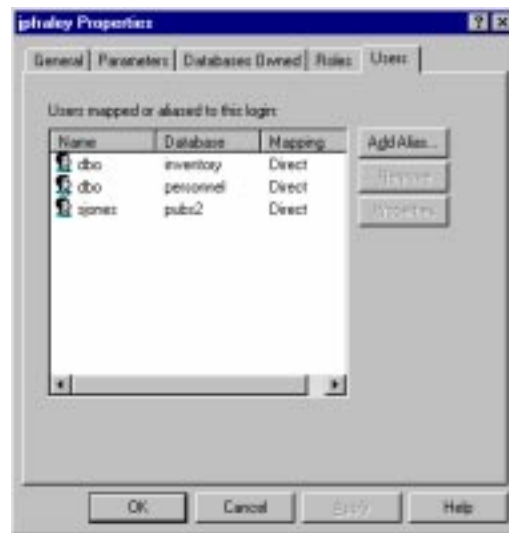 jphaley Properties
General Parameters Databases Owned Roles Users
Users mapped or aliased to this login:
Name Database Mapping Add Alias...
dbo inventory Direct Remove
dbo personnel Direct Properties
sjones pubs2 Direct
OK Cancel Apply Help